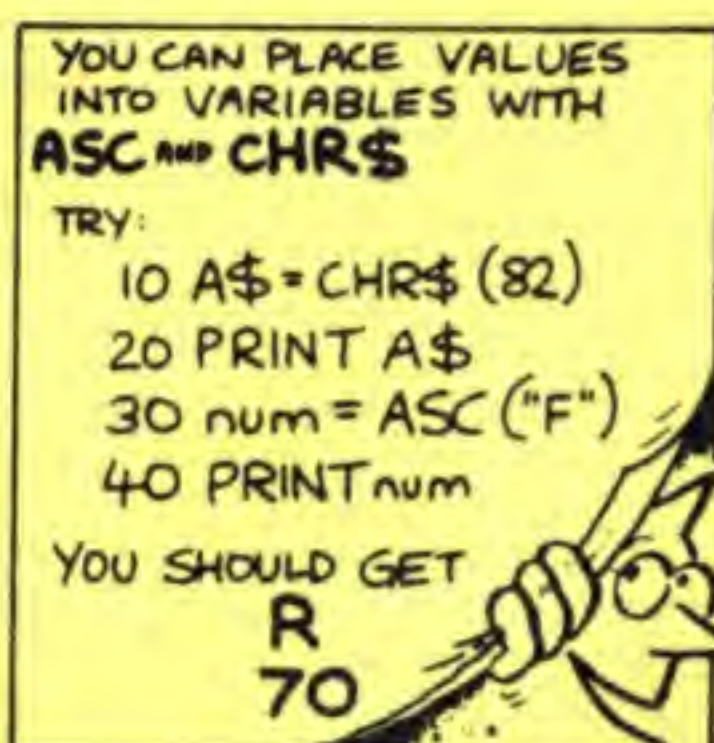 YOU CAN PLACE VALUES
INTO VARIABLES WITH
ASC AND CHR$
TRY:
10 A$ = CHR$ (82)
20 PRINT A$
30 num = ASC ("F")
40 PRINT num
YOU SHOULD GET
R
70